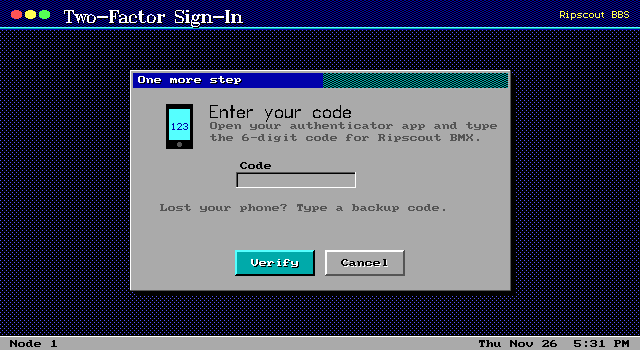 Two-Factor Sign-In
Ripscout BBS
One more step
123
Enter your code
Open your authenticator app and type
the 6-digit code for Ripscout BMX.
Code
Lost your phone? Type a backup code.
Verify
Cancel
Node 1
Thu Nov 26 5:31 PM